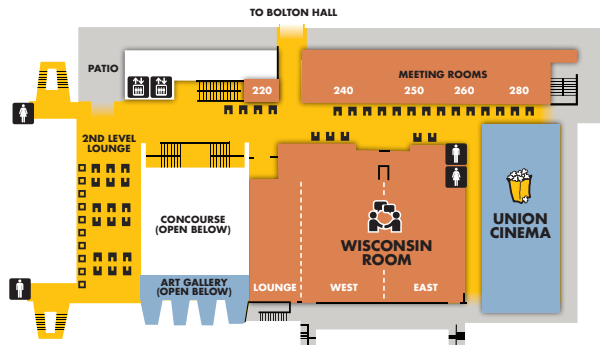 TO BOLTON HALL
PATIO
MEETING ROOMS
220
240
250
260
280
2ND LEVEL
LOUNGE
CONCOURSE
(OPEN BELOW)
UNION
CINEMA
WISCONSIN
ROOM
ART GALLERY
(OPEN BELOW)
LOUNGE
WEST
EAST